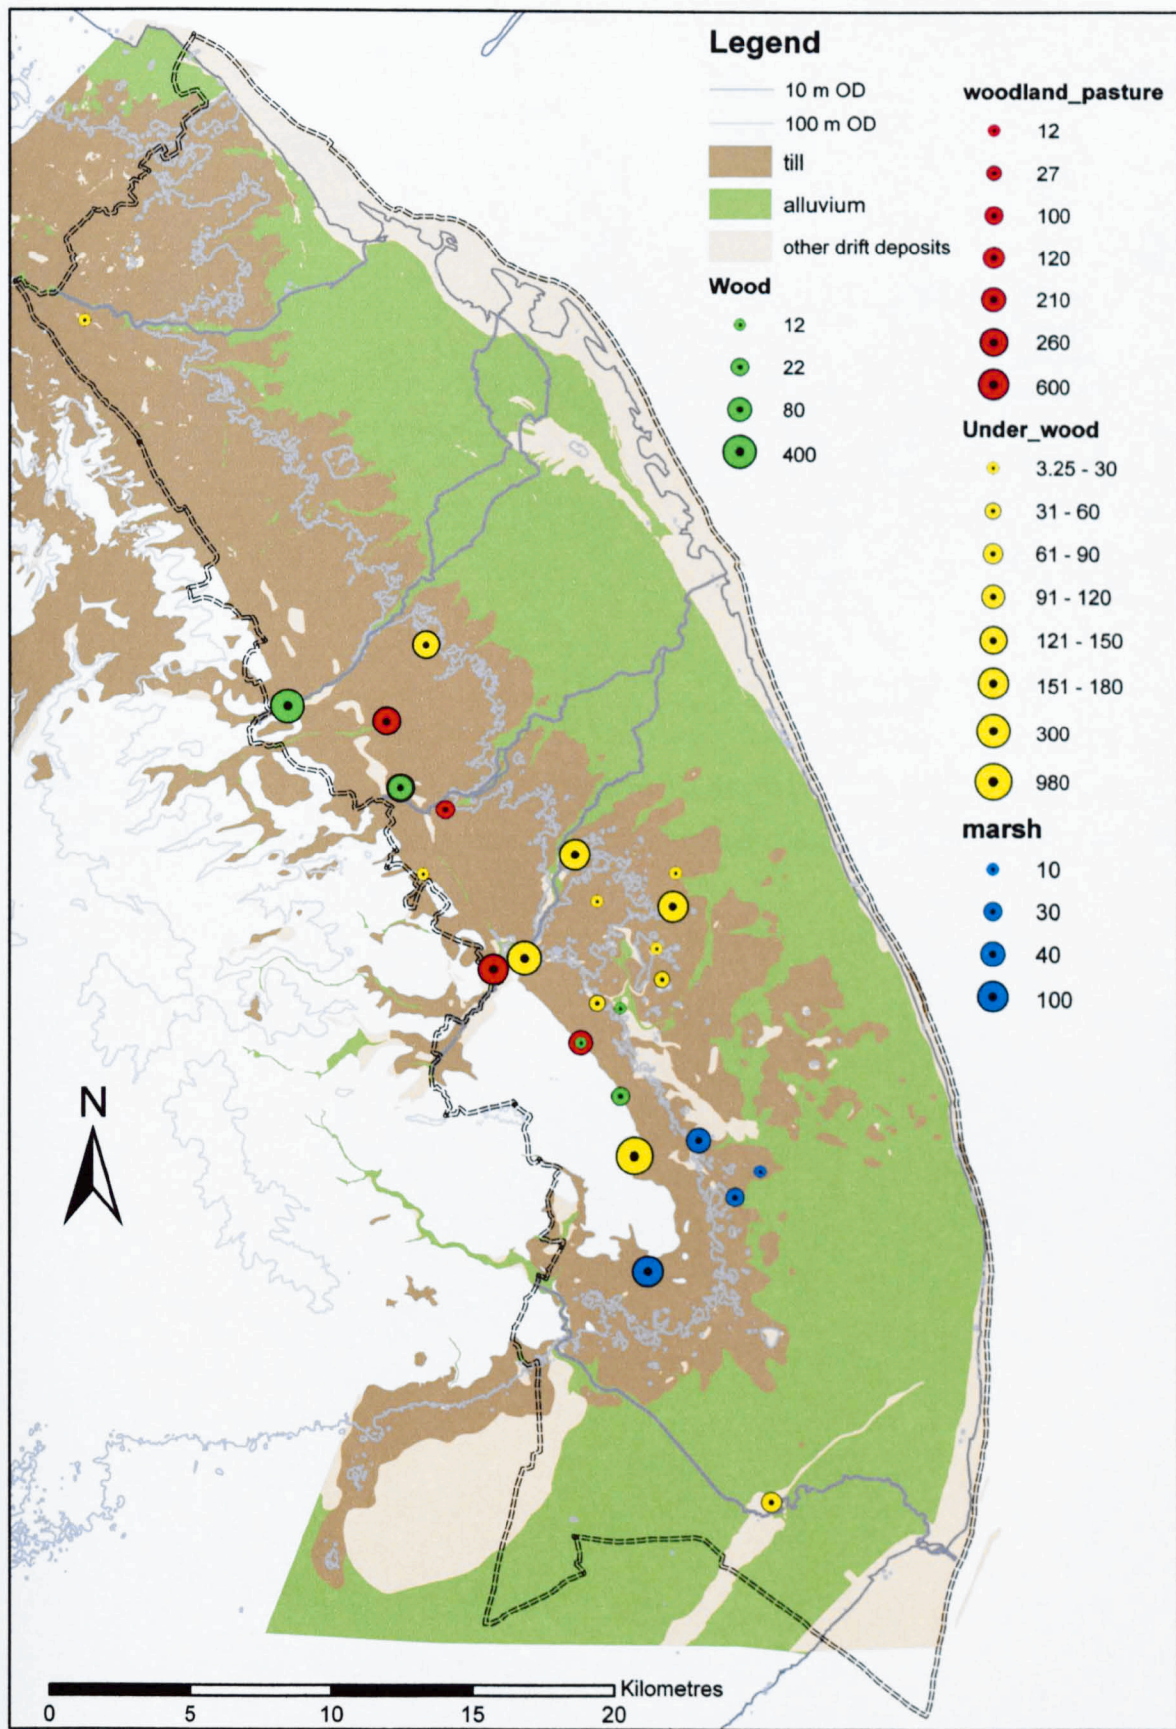 Legend
10 m OD
100 m OD
till
alluvium
other drift deposits
Wood
12
22
80
400
woodland_pasture
12
27
100
120
210
260
600
Under_wood
3.25 - 30
31 - 60
61 - 90
91 - 120
121 - 150
151 - 180
300
980
marsh
10
30
40
100
N
Kilometres
0 5 10 15 20